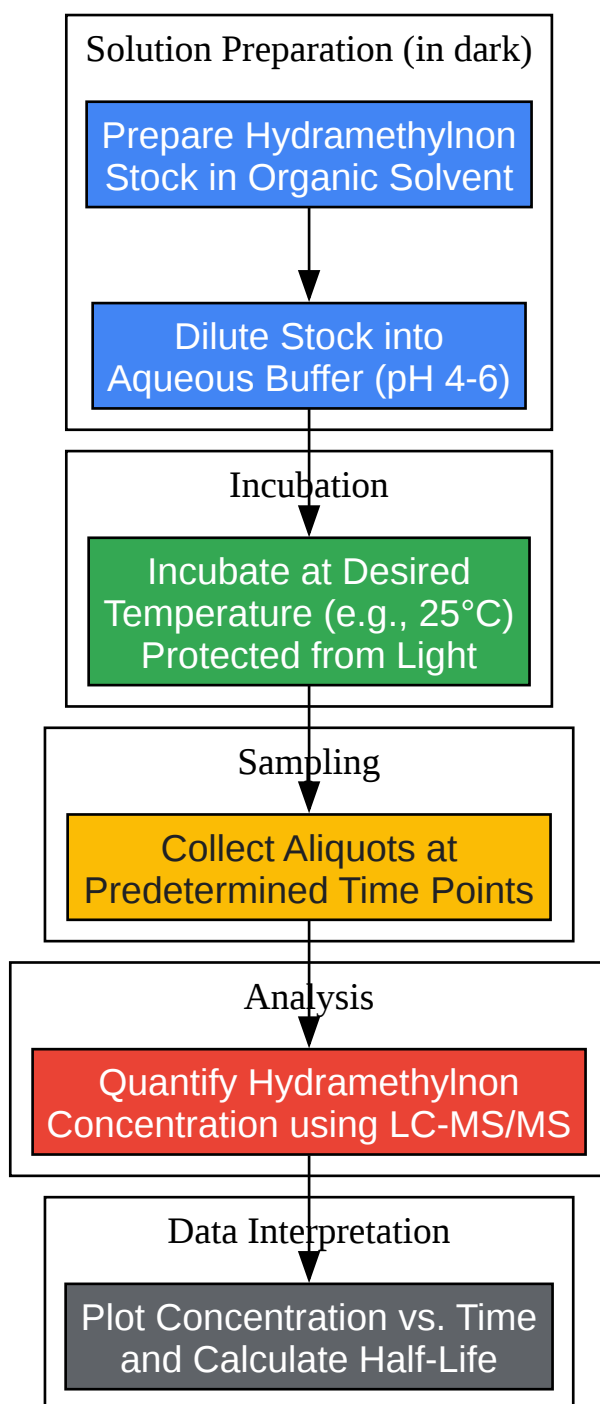 Solution Preparation (in dark)
Prepare Hydramethylnon
Stock in Organic Solvent
Dilute Stock into
Aqueous Buffer (pH 4-6)
Incubation
Incubate at Desired
Temperature (e.g., 25°C)
Protected from Light
Sampling
Collect Aliquots at
Predetermined Time Points
Analysis
Quantify Hydramethylnon
Concentration using LC-MS/MS
Data Interpretation
Plot Concentration vs. Time
and Calculate Half-Life